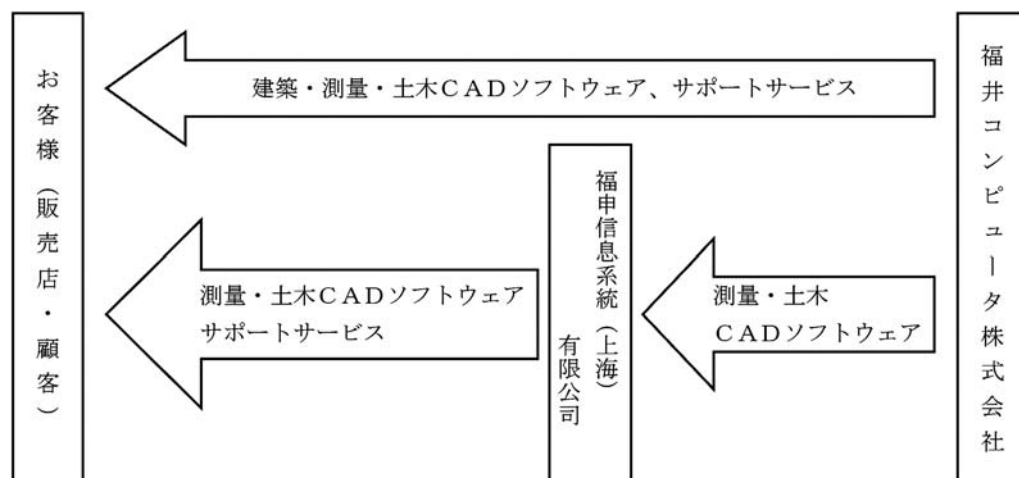 お客様（販売店・顧客）
建築・測量・土木ＣＡＤソフトウェア、サポートサービス
測量・土木ＣＡＤソフトウェア
サポートサービス
福申信息系統（上海）
有限公司
測量・土木
ＣＡＤソフトウェア
福井コンピュータ株式会社